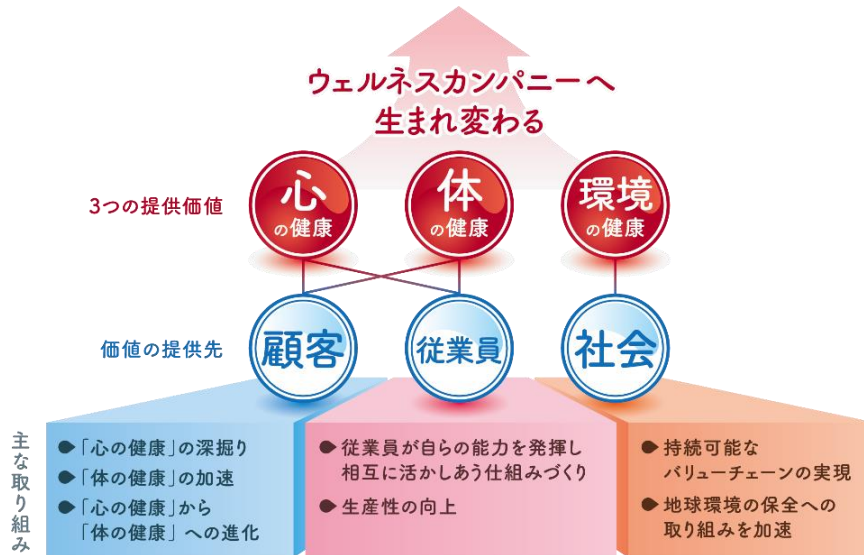 ウェルネスカンパニーへ
生まれ変わる
3つの提供価値
心
の健康
体
の健康
環境
の健康
価値の提供先
顧客
従業員
社会
主な取り組み
●「心の健康」の深掘り
●「体の健康」の加速
●「心の健康」から
「体の健康」への進化
●従業員が自らの能力を発揮し
相互に活かしあう仕組みづくり
●生産性の向上
●持続可能な
バリューチェーンの実現
●地球環境の保全への
取り組みを加速